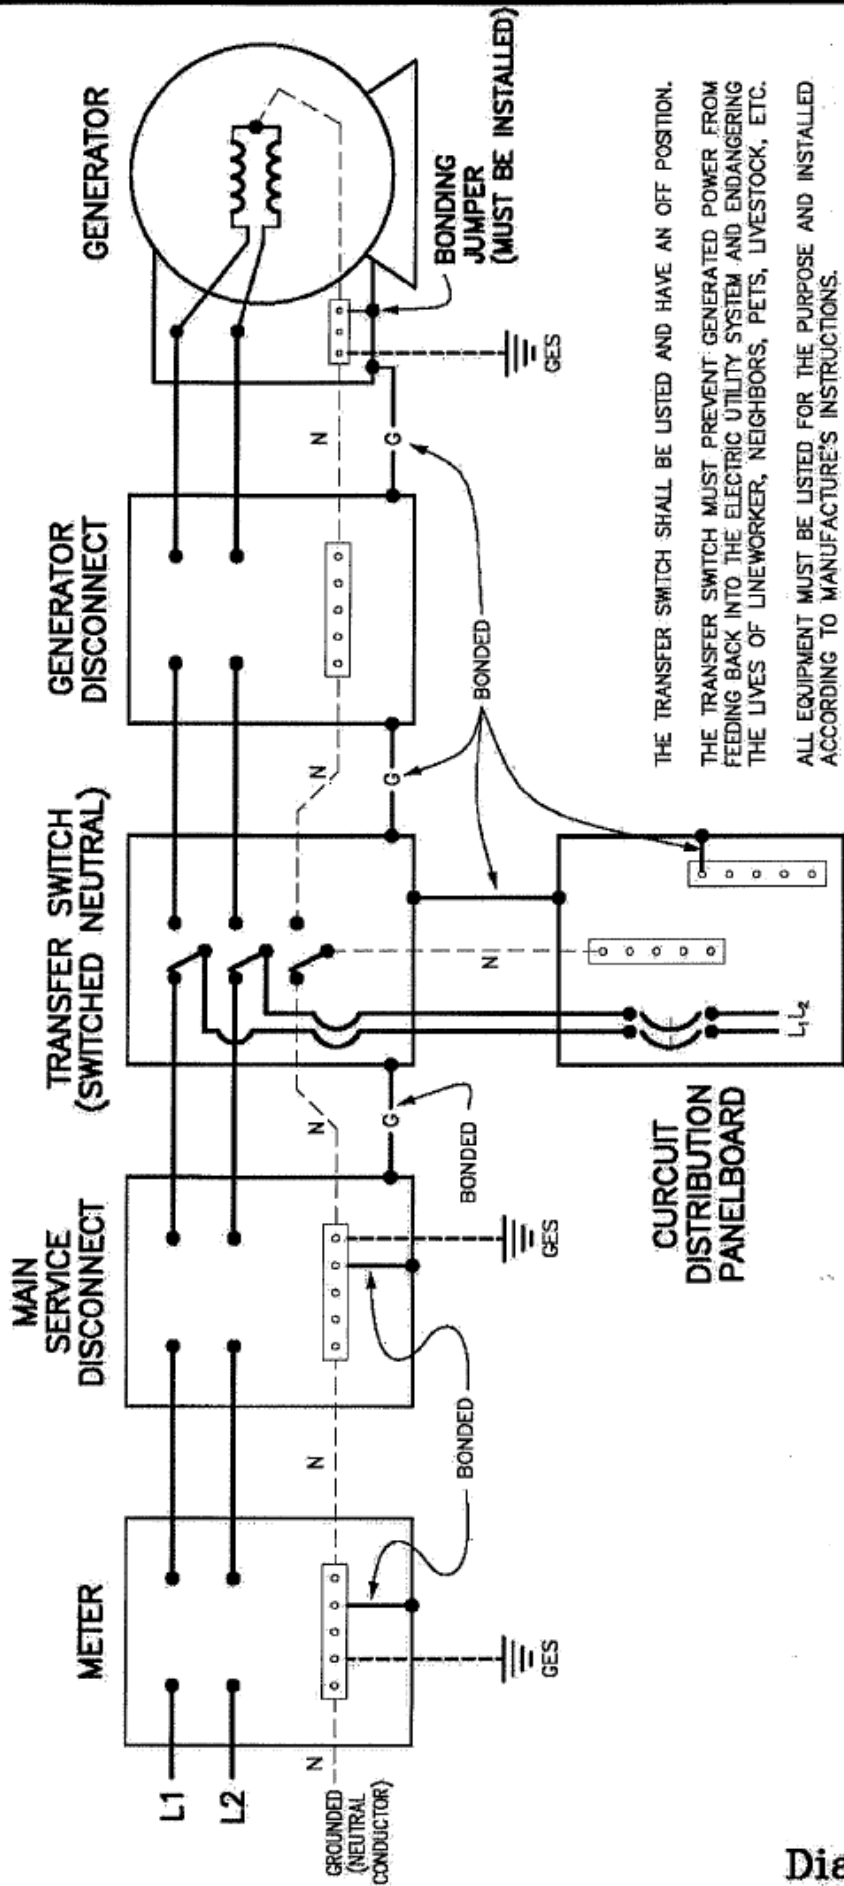 GENERATOR
GENERATOR
DISCONNECT
TRANSFER SWITCH
(SWITCHED NEUTRAL)
MAIN
SERVICE
DISCONNECT
METER
L1
L2
GROUNDED
(NEUTRAL
CONDUCTOR)
N
N
N
N
N
N
G
G
G
GES
GES
GES
BONDED
BONDED
BONDED
BONDING
JUMPER
(MUST BE INSTALLED)
L1
L2
CURCUIT
DISTRIBUTION
PANELBOARD
THE TRANSFER SWITCH SHALL BE LISTED AND HAVE AN OFF POSITION.
THE TRANSFER SWITCH MUST PREVENT GENERATED POWER FROM
FEEDING BACK INTO THE ELECTRIC UTILITY SYSTEM AND ENDANGERING
THE LIVES OF LINEWORKER, NEIGHBORS, PETS, LIVESTOCK, ETC.
ALL EQUIPMENT MUST BE LISTED FOR THE PURPOSE AND INSTALLED
ACCORDING TO MANUFACTURE'S INSTRUCTIONS.
Dia